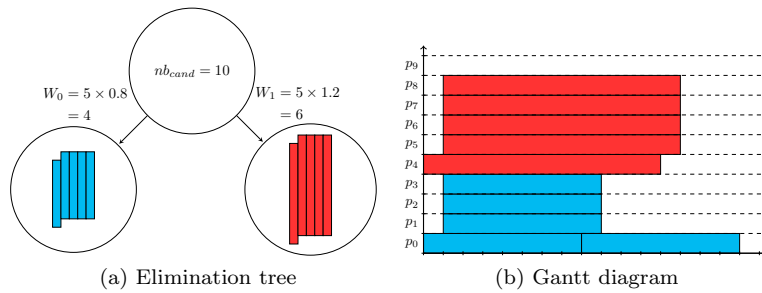 nb_cand = 10
W_0 = 5 × 0.8
= 4
W_1 = 5 × 1.2
= 6
(a) Elimination tree
p_9
p_8
p_7
p_6
p_5
p_4
p_3
p_2
p_1
p_0
(b) Gantt diagram